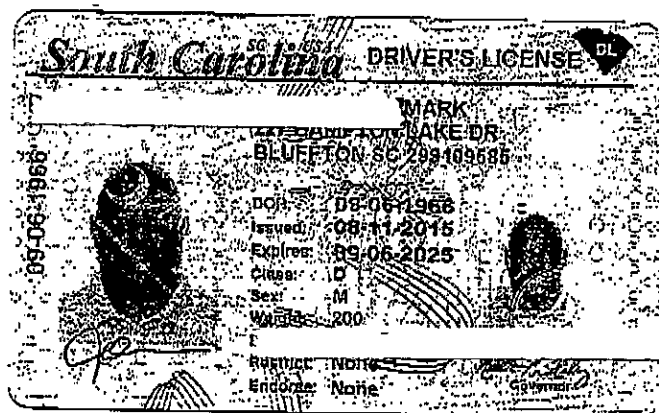 South Carolina
DRIVER'S LICENSE
DL
MARK
LAKE DR
BLUFFTON SC 299109585
09-06-1966
DOB: 09-06-1966
Issued: 08-11-2015
Expires: 09-06-2025
Class: D
Sex: M
Weight: 200
Restrict: None
Endorse: None
Governor